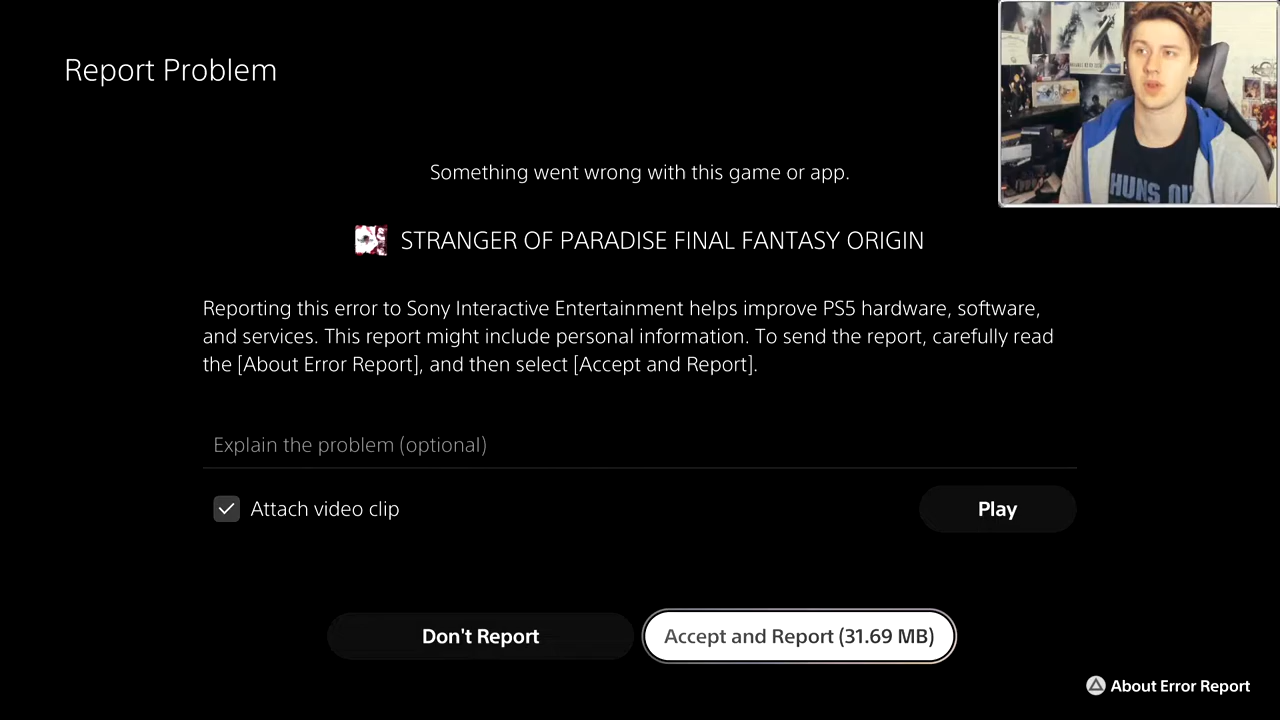 Report Problem
Something went wrong with this game or app.
STRANGER OF PARADISE FINAL FANTASY ORIGIN
Reporting this error to Sony Interactive Entertainment helps improve PS5 hardware, software,
and services. This report might include personal information. To send the report, carefully read
the [About Error Report], and then select [Accept and Report].
Explain the problem (optional)
Attach video clip
Play
Don't Report
Accept and Report (31.69 MB)
About Error Report
HUNS OU